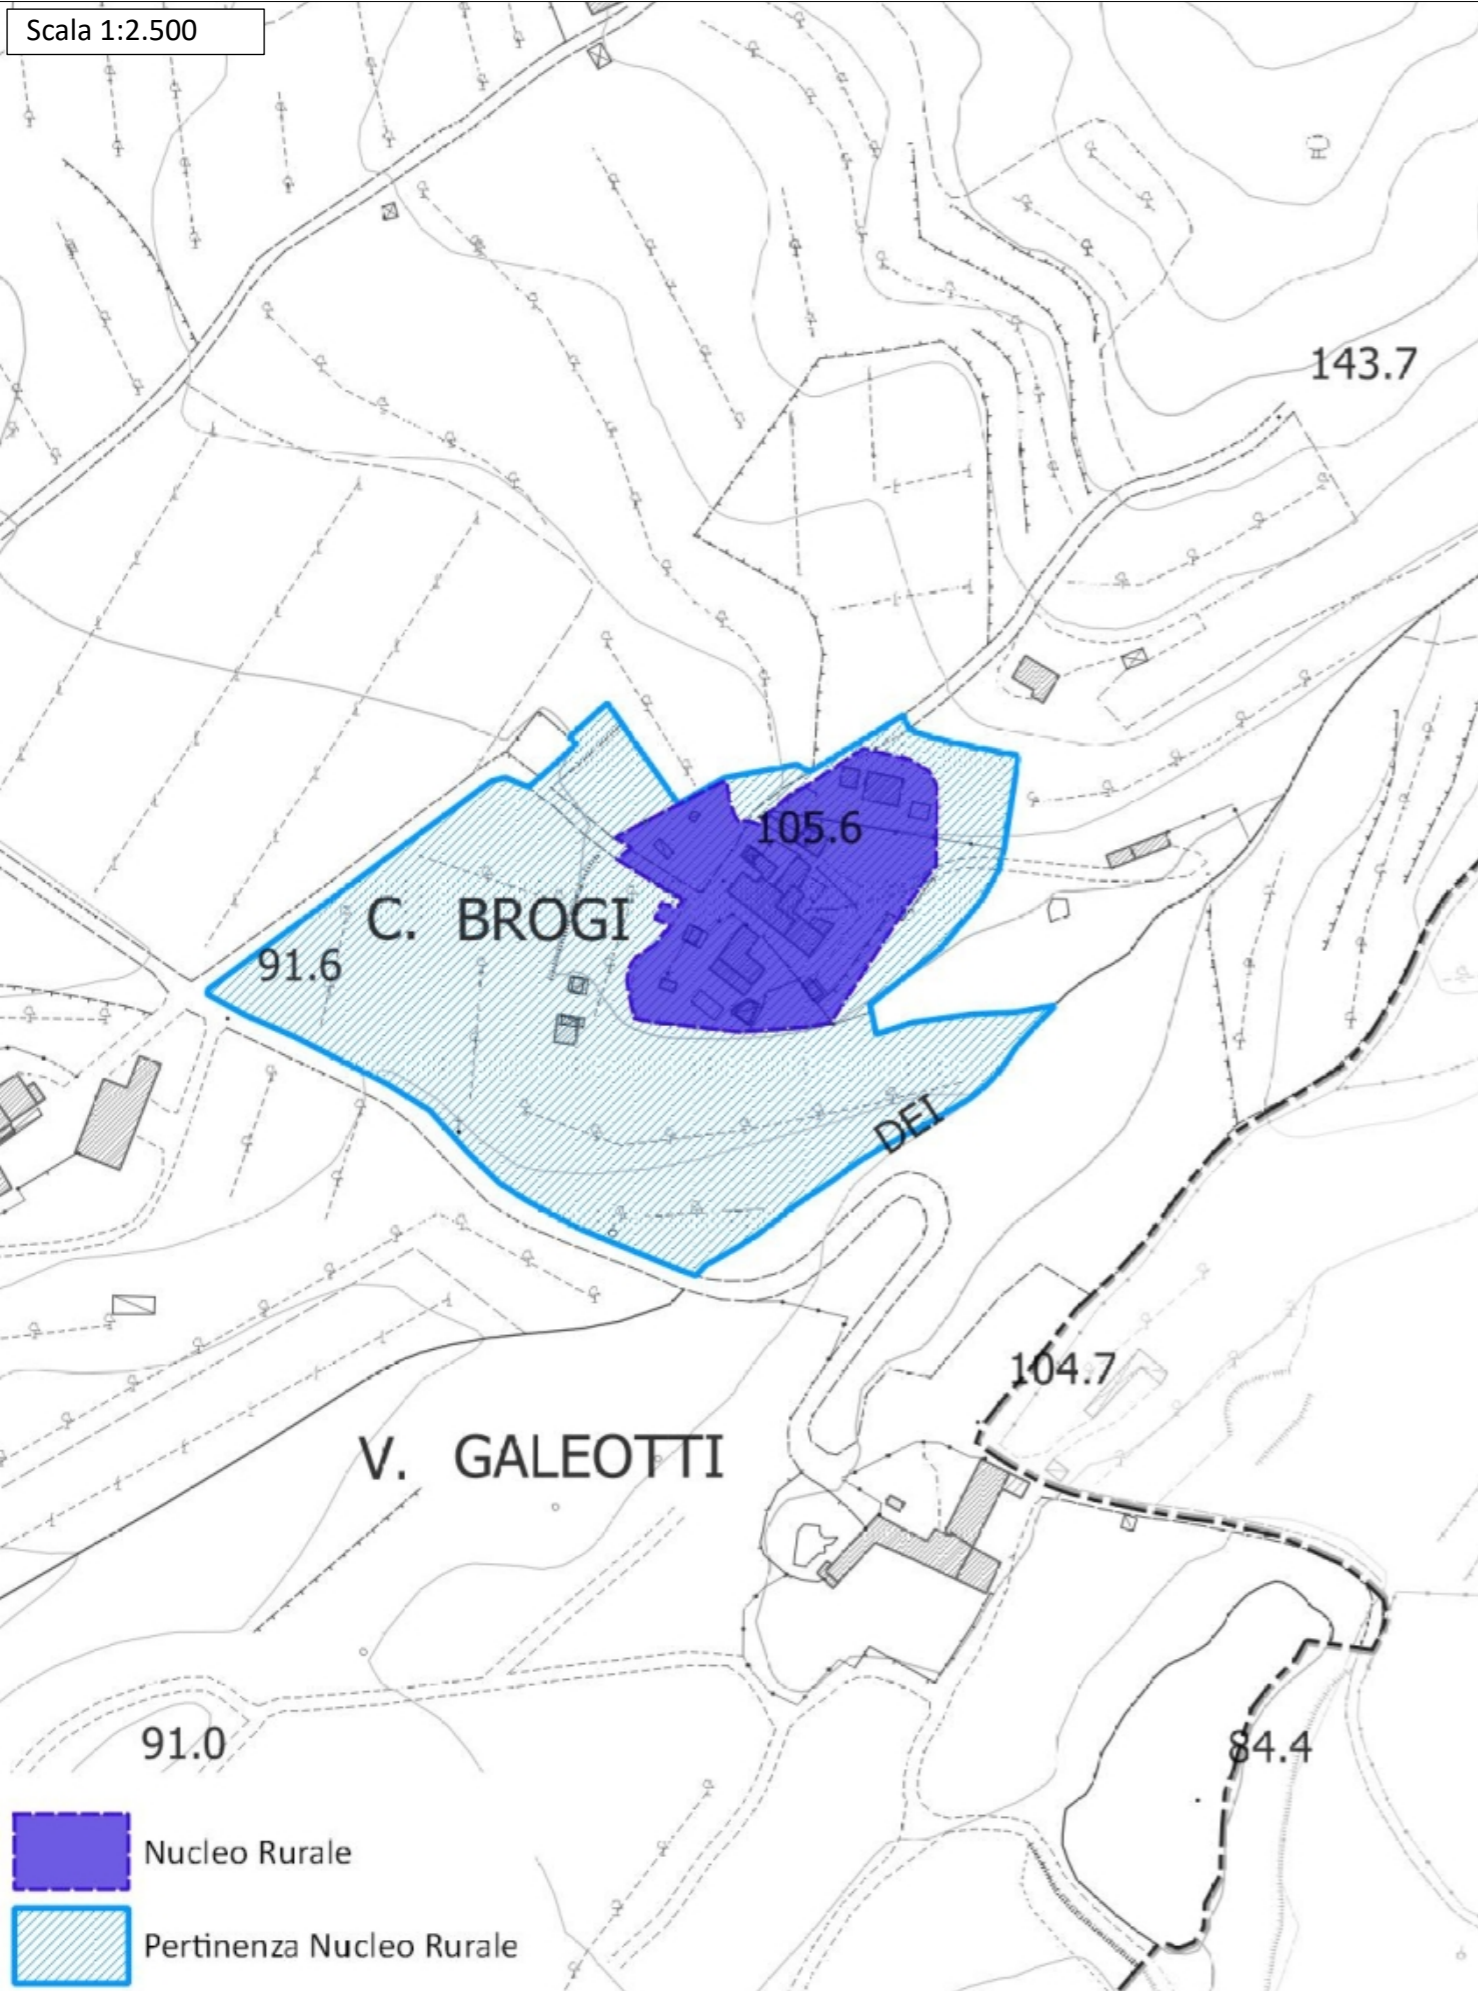 Scala 1:2.500
143.7
105.6
C. BROGI
91.6
DEI
104.7
V. GALEOTTI
91.0
84.4
Nucleo Rurale
Pertinenza Nucleo Rurale